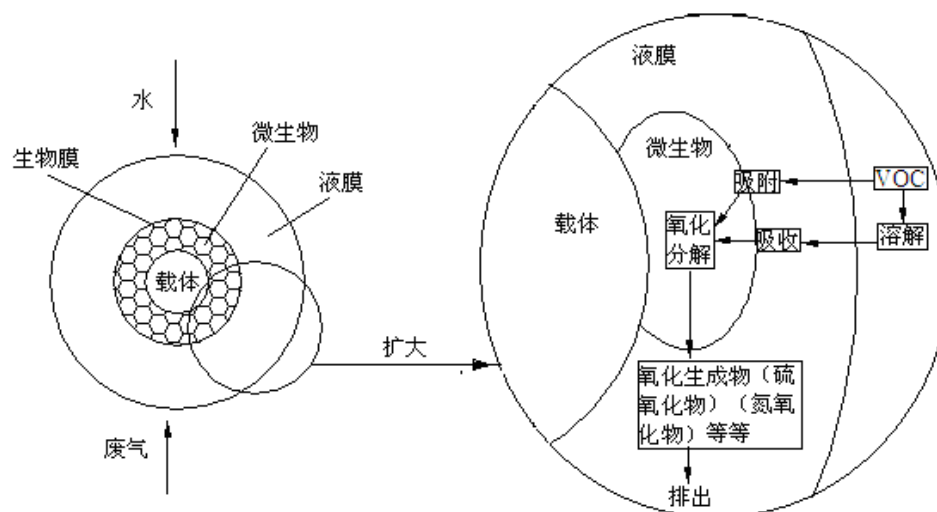 水
微生物
生物膜
液膜
载体
扩大
废气
液膜
微生物
载体
吸附
VOC
氧化
分解
吸收
溶解
氧化生成物（硫
氧化物）（氮氧
化物）等等
排出